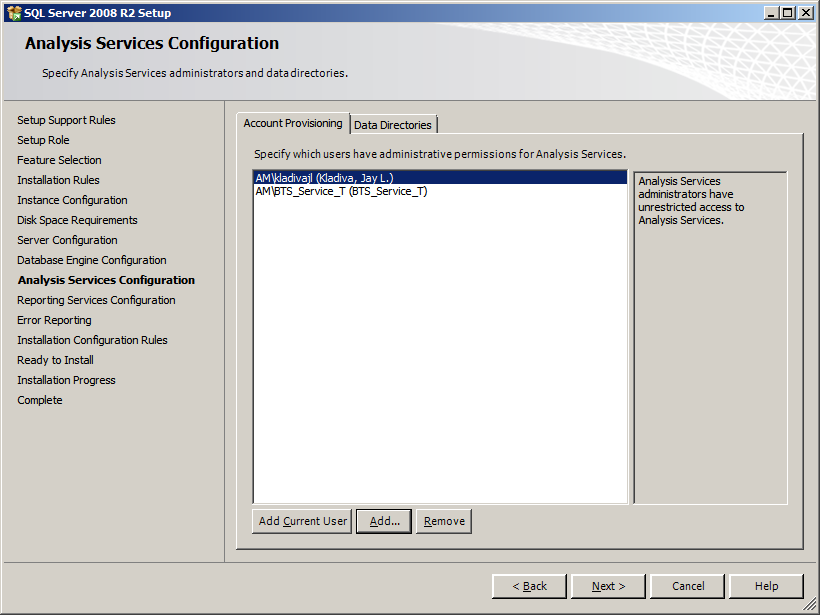 SQL Server 2008 R2 Setup
Analysis Services Configuration
Specify Analysis Services administrators and data directories.
Setup Support Rules
Setup Role
Feature Selection
Installation Rules
Instance Configuration
Disk Space Requirements
Server Configuration
Database Engine Configuration
Analysis Services Configuration
Reporting Services Configuration
Error Reporting
Installation Configuration Rules
Ready to Install
Installation Progress
Complete
Account Provisioning
Data Directories
Specify which users have administrative permissions for Analysis Services.
AM\kladivajl (Kladiva, Jay L.)
AM\BTS_Service_T (BTS_Service_T)
Analysis Services
administrators have
unrestricted access to
Analysis Services.
Add Current User
Add...
Remove
< Back
Next >
Cancel
Help